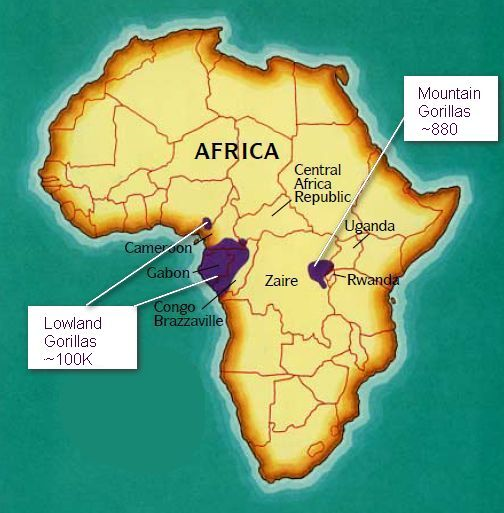 Mountain
Gorillas
~880
AFRICA
Central
Africa
Republic
Uganda
Cameroon
Gabon
Zaire
Rwanda
Congo
Brazzaville
Lowland
Gorillas
~100K